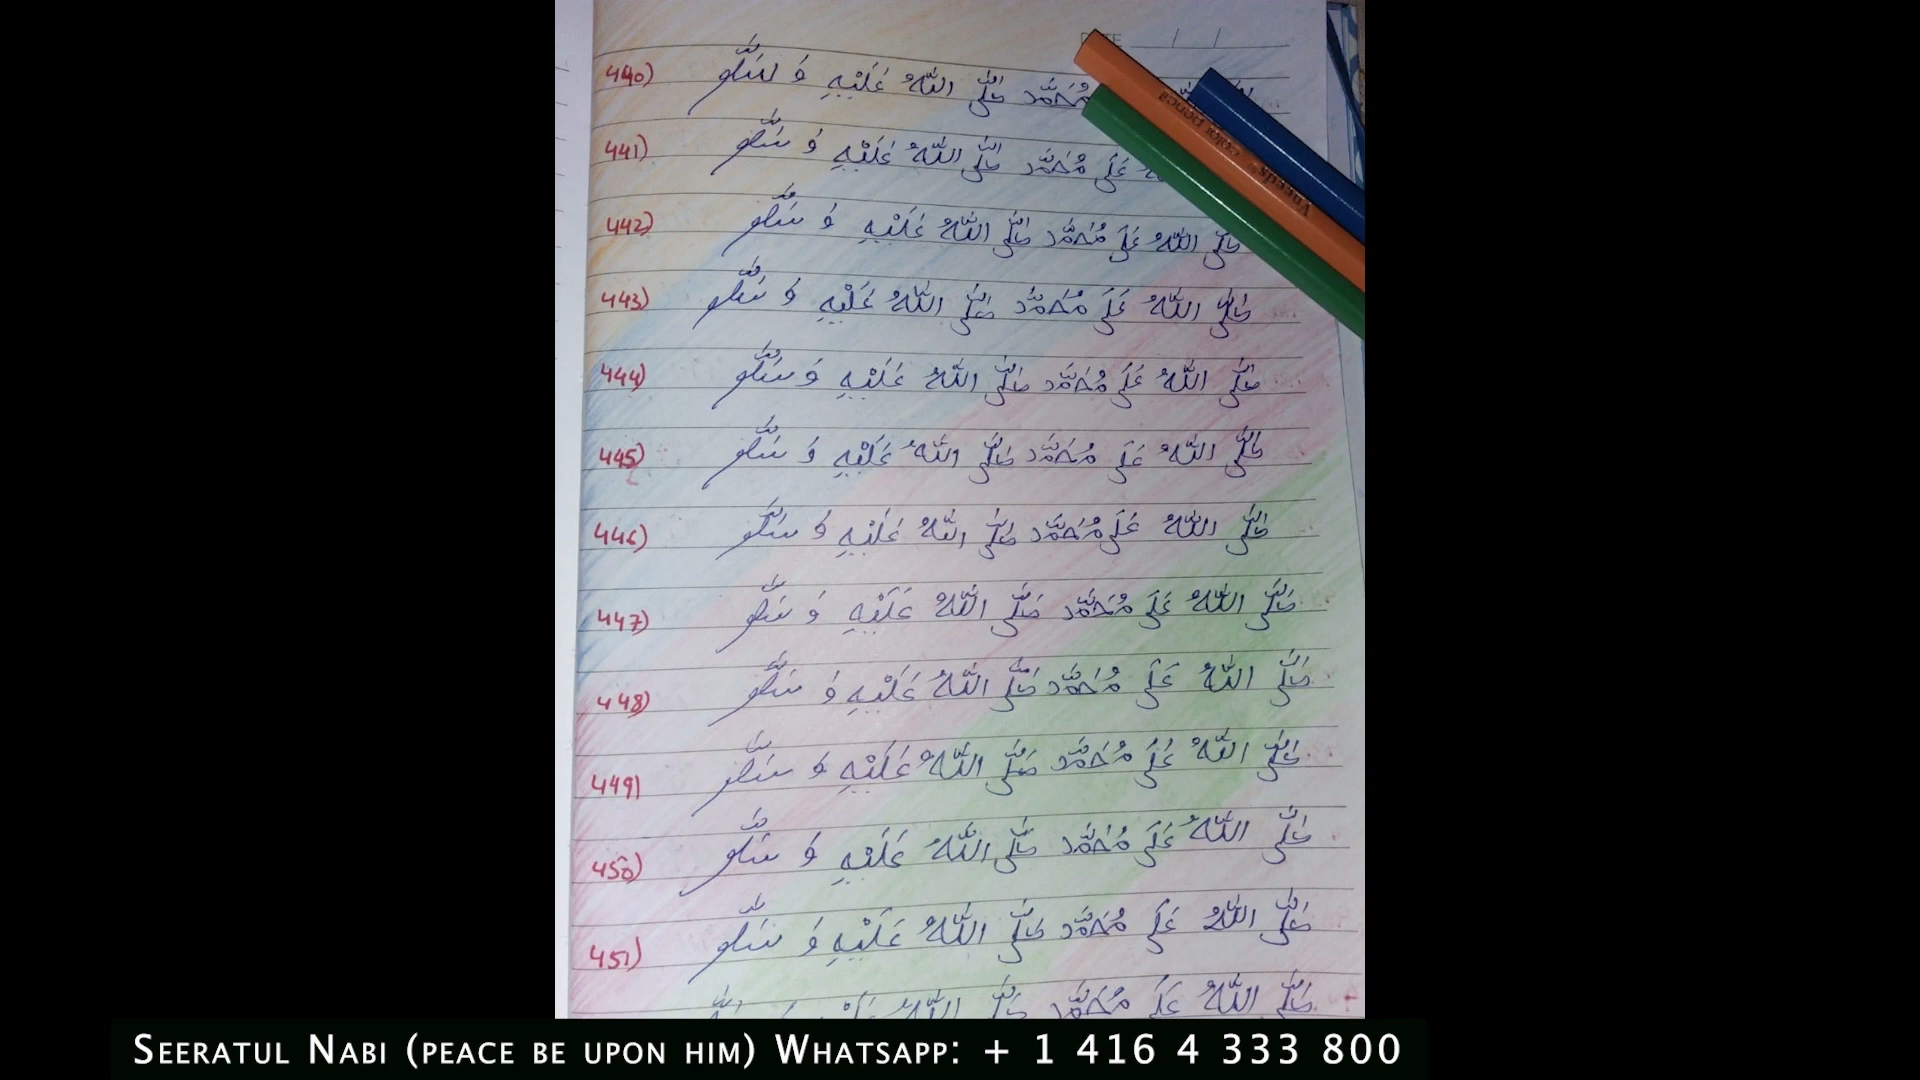 DATE / /
440) مُحَمَّد صَلَّى اللّٰهُ عَلَيْهِ وَ سَلَّم
441) عَلَى مُحَمَّد صَلَّى اللّٰهُ عَلَيْهِ وَ سَلَّم
442) صَلَّى اللّٰهُ عَلَى مُحَمَّد صَلَّى اللّٰهُ عَلَيْهِ وَ سَلَّم
443) صَلَّى اللّٰهُ عَلَى مُحَمَّد صَلَّى اللّٰهُ عَلَيْهِ وَ سَلَّم
444) صَلَّى اللّٰهُ عَلَى مُحَمَّد صَلَّى اللّٰهُ عَلَيْهِ وَ سَلَّم
445) صَلَّى اللّٰهُ عَلَى مُحَمَّد صَلَّى اللّٰهُ عَلَيْهِ وَ سَلَّم
446) صَلَّى اللّٰهُ عَلَى مُحَمَّد صَلَّى اللّٰهُ عَلَيْهِ وَ سَلَّم
447) صَلَّى اللّٰهُ عَلَى مُحَمَّد صَلَّى اللّٰهُ عَلَيْهِ وَ سَلَّم
448) صَلَّى اللّٰهُ عَلَى مُحَمَّد صَلَّى اللّٰهُ عَلَيْهِ وَ سَلَّم
449) صَلَّى اللّٰهُ عَلَى مُحَمَّد صَلَّى اللّٰهُ عَلَيْهِ وَ سَلَّم
450) صَلَّى اللّٰهُ عَلَى مُحَمَّد صَلَّى اللّٰهُ عَلَيْهِ وَ سَلَّم
451) صَلَّى اللّٰهُ عَلَى مُحَمَّد صَلَّى اللّٰهُ عَلَيْهِ وَ سَلَّم
صَلَّى اللّٰهُ عَلَى مُحَمَّد صَلَّى اللّٰهُ
Seeratul Nabi (peace be upon him) Whatsapp: + 1 416 4 333 800